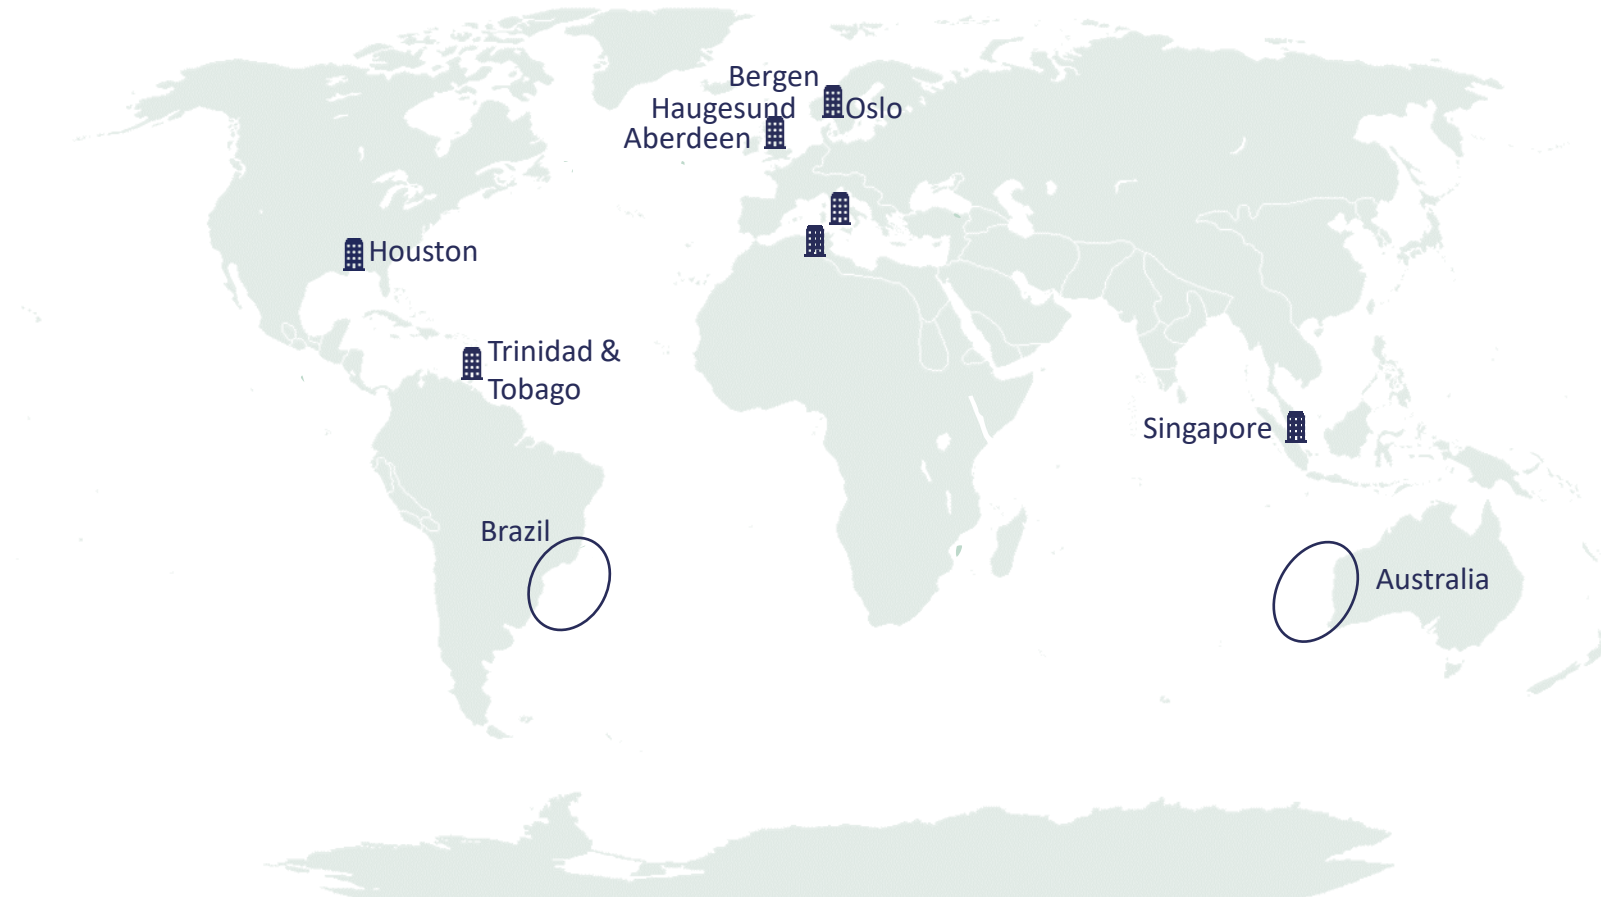 Bergen
Haugesund
Oslo
Aberdeen
Houston
Trinidad &
Tobago
Singapore
Brazil
Australia